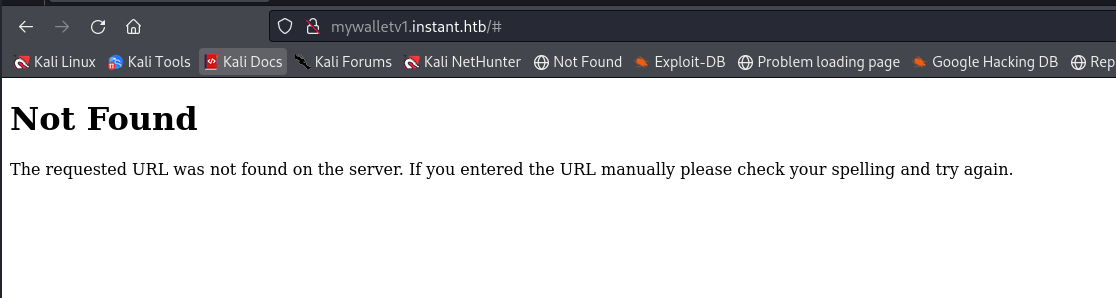 mywalletv1.instant.htb/#
Kali Linux Kali Tools Kali Docs Kali Forums Kali NetHunter Not Found Exploit-DB Problem loading page Google Hacking DB Rep
Not Found
The requested URL was not found on the server. If you entered the URL manually please check your spelling and try again.